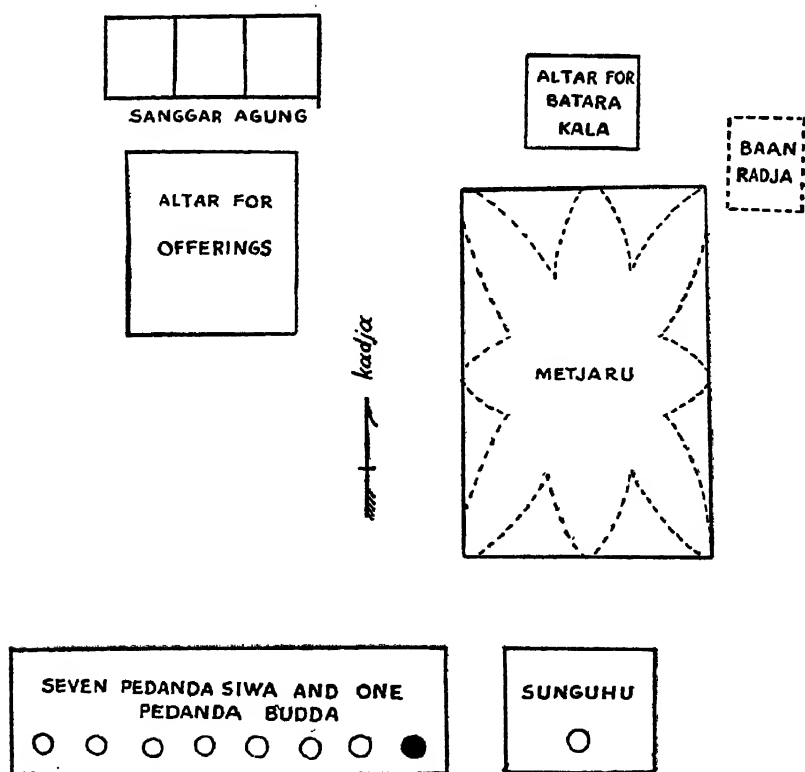 SANGGAR AGUNG
ALTAR FOR
BATARA
KALA
BAAN
RADJA
ALTAR FOR
OFFERINGS
kadja
METJARU
SEVEN PEDANDA SIWA AND ONE
PEDANDA BUDDA
SUNGUHU